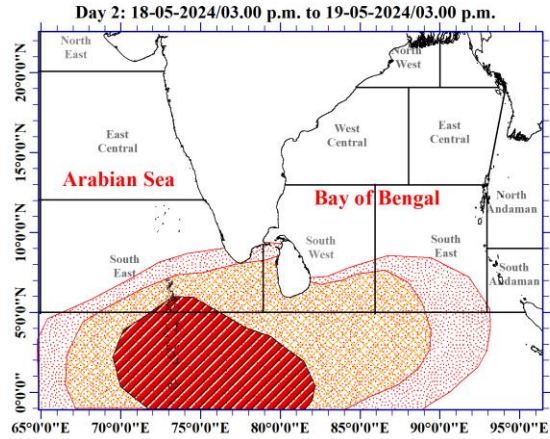 Day 2: 18-05-2024/03.00 p.m. to 19-05-2024/03.00 p.m.
North
East
North
West
20°0'0"N
East
Central
West
Central
East
Central
15°0'0"N
Arabian Sea
Bay of Bengal
North
Andaman
10°0'0"N
South
East
South
West
South
East
South
Andaman
5°0'0"N
0°0'0"
65°0'0"E 70°0'0"E 75°0'0"E 80°0'0"E 85°0'0"E 90°0'0"E 95°0'0"E